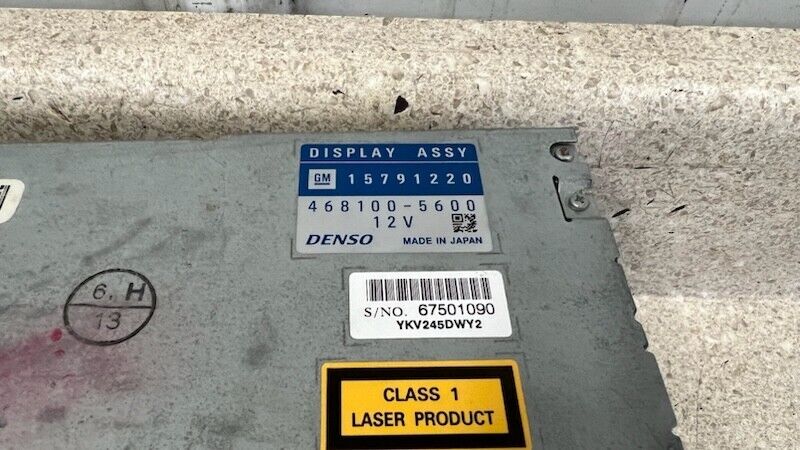 DISPLAY ASSY
GM 15791220
468100-5600
12V
DENSO MADE IN JAPAN
S/NO. 67501090
YKV245DWY2
6. H
13
CLASS 1
LASER PRODUCT